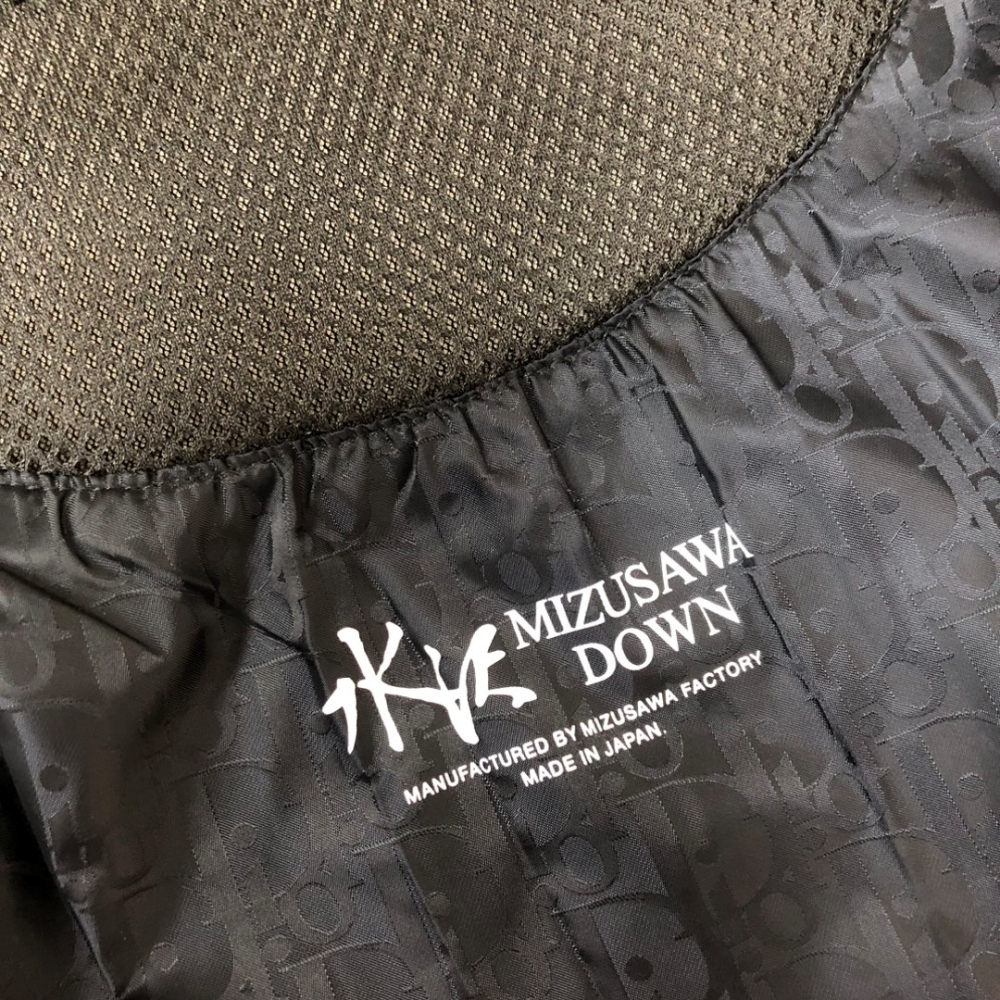 MIZUSAWA
DOWN
MANUFACTURED BY MIZUSAWA FACTORY
MADE IN JAPAN.